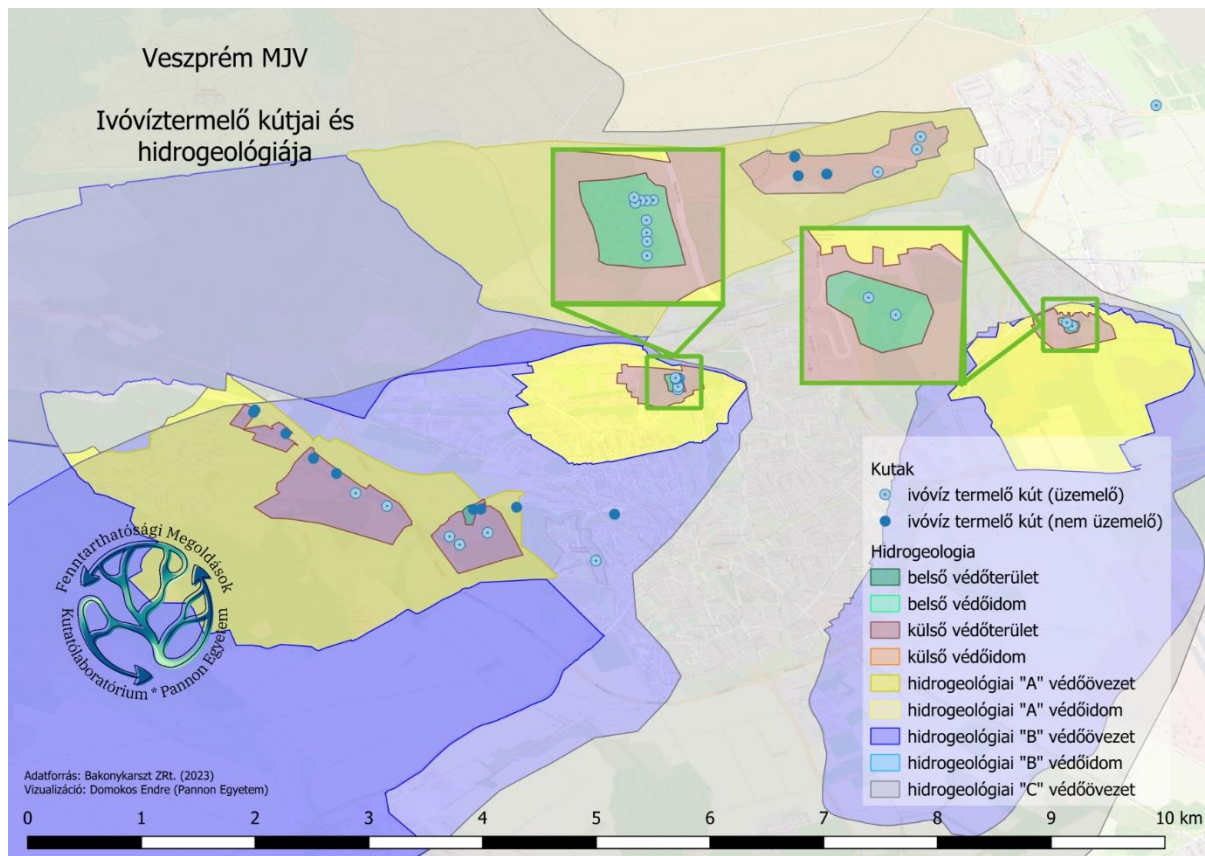 Veszprém MJV
Ivóvíztermelő kútjai és
hidrogeológiája
Kutak
ivóvíz termelő kút (üzemelő)
ivóvíz termelő kút (nem üzemelő)
Hidrogeologia
belső védőterület
belső védőidom
külső védőterület
külső védőidom
hidrogeológiai "A" védőövezet
hidrogeológiai "A" védőidom
hidrogeológiai "B" védőövezet
hidrogeológiai "B" védőidom
hidrogeológiai "C" védőövezet
Fenntarthatósági Megoldások
Kutatólaboratórium * Pannon Egyetem
Adatforrás: Bakonykarszt ZRt. (2023)
Vizualizáció: Domokos Endre (Pannon Egyetem)
0 1 2 3 4 5 6 7 8 9 10 km